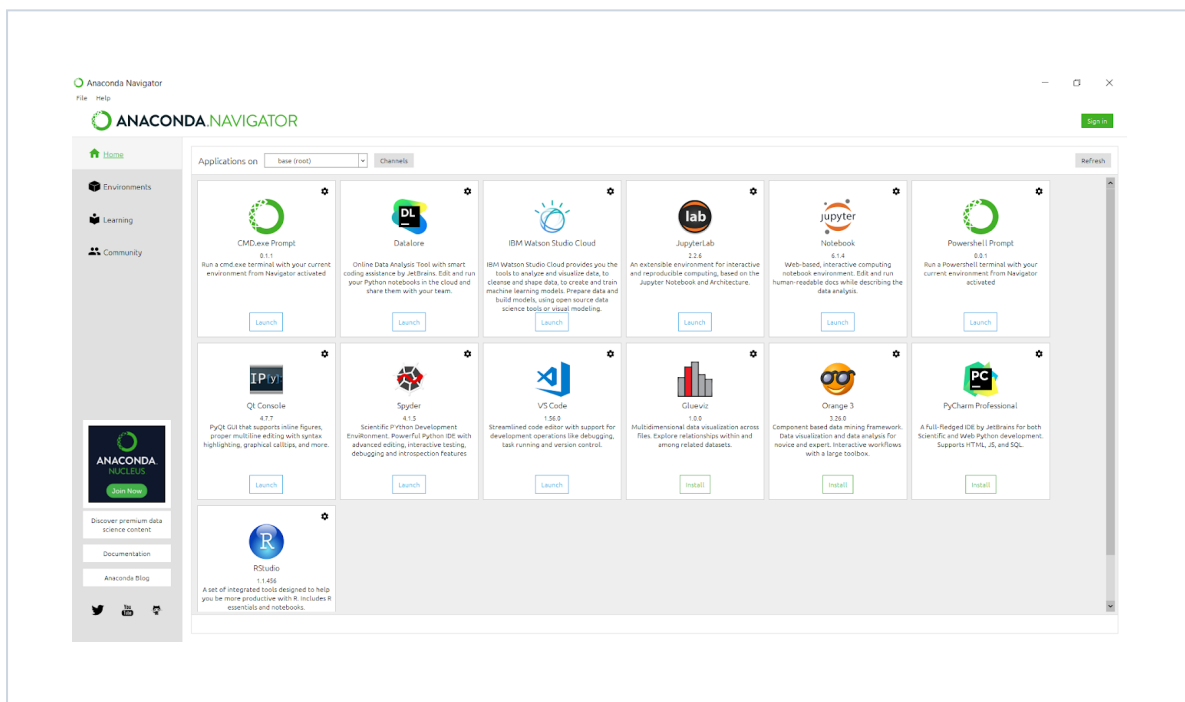 Anaconda Navigator
File Help
ANACONDA.NAVIGATOR
Sign in
Home
Environments
Learning
Community
ANACONDA.
NUCLEUS
Join Now
Discover premium data
science content
Documentation
Anaconda Blog
You
Tube
Applications on base (root) Channels Refresh
CMD.exe Prompt
0.1.1
Run a cmd.exe terminal with your current
environment from Navigator activated
Launch
DL
Datalore
Online Data Analysis Tool with smart
coding assistance by JetBrains. Edit and run
your Python notebooks in the cloud and
share them with your team.
Launch
IBM Watson Studio Cloud
IBM Watson Studio Cloud provides you the
tools to analyze and visualize data, to
cleanse and shape data, to create and train
machine learning models. Prepare data and
build models, using open source data
science tools or visual modeling.
Launch
lab
JupyterLab
2.2.6
An extensible environment for interactive
and reproducible computing, based on the
Jupyter Notebook and Architecture.
Launch
jupyter
Notebook
6.1.4
Web-based, interactive computing
notebook environment. Edit and run
human-readable docs while describing the
data analysis.
Launch
Powershell Prompt
0.0.1
Run a Powershell terminal with your
current environment from Navigator
activated
Launch
IP[y]:
Qt Console
4.7.7
PyQt GUI that supports inline figures,
proper multiline editing with syntax
highlighting, graphical calltips, and more.
Launch
Spyder
4.1.5
Scientific PYthon Development
EnviRonment. Powerful Python IDE with
advanced editing, interactive testing,
debugging and introspection features
Launch
VS Code
1.56.0
Streamlined code editor with support for
development operations like debugging,
task running and version control.
Launch
Glueviz
1.0.0
Multidimensional data visualization across
files. Explore relationships within and
among related datasets.
Install
Orange 3
3.26.0
Component based data mining framework.
Data visualization and data analysis for
novice and expert. Interactive workflows
with a large toolbox.
Install
PC
PyCharm Professional
A full-fledged IDE by JetBrains for both
Scientific and Web Python development.
Supports HTML, JS, and SQL.
Install
R
RStudio
1.1.456
A set of integrated tools designed to help
you be more productive with R. Includes R
essentials and notebooks.